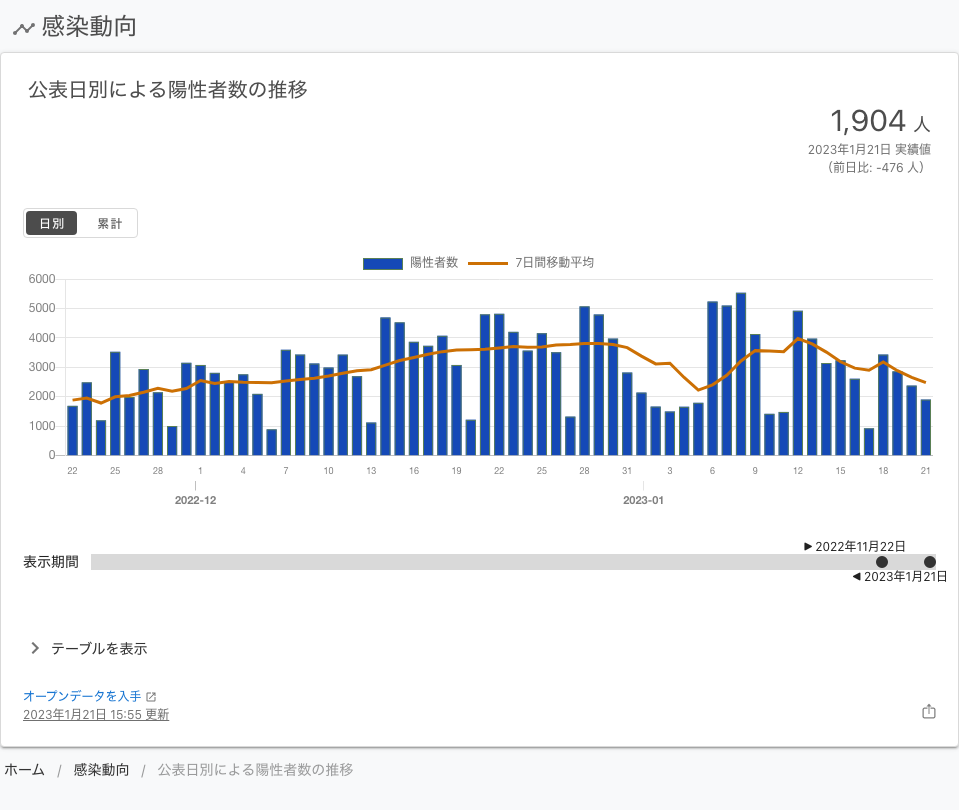 感染動向
公表日別による陽性者数の推移
1,904 人
2023年1月21日 実績値
（前日比: -476 人）
日別 累計
陽性者数 7日間移動平均
6000
5000
4000
3000
2000
1000
0
22 25 28 1 4 7 10 13 16 19 22 25 28 31 3 6 9 12 15 18 21
2022-12 2023-01
2022年11月22日
表示期間
2023年1月21日
テーブルを表示
オープンデータを入手
2023年1月21日 15:55 更新
ホーム / 感染動向 / 公表日別による陽性者数の推移